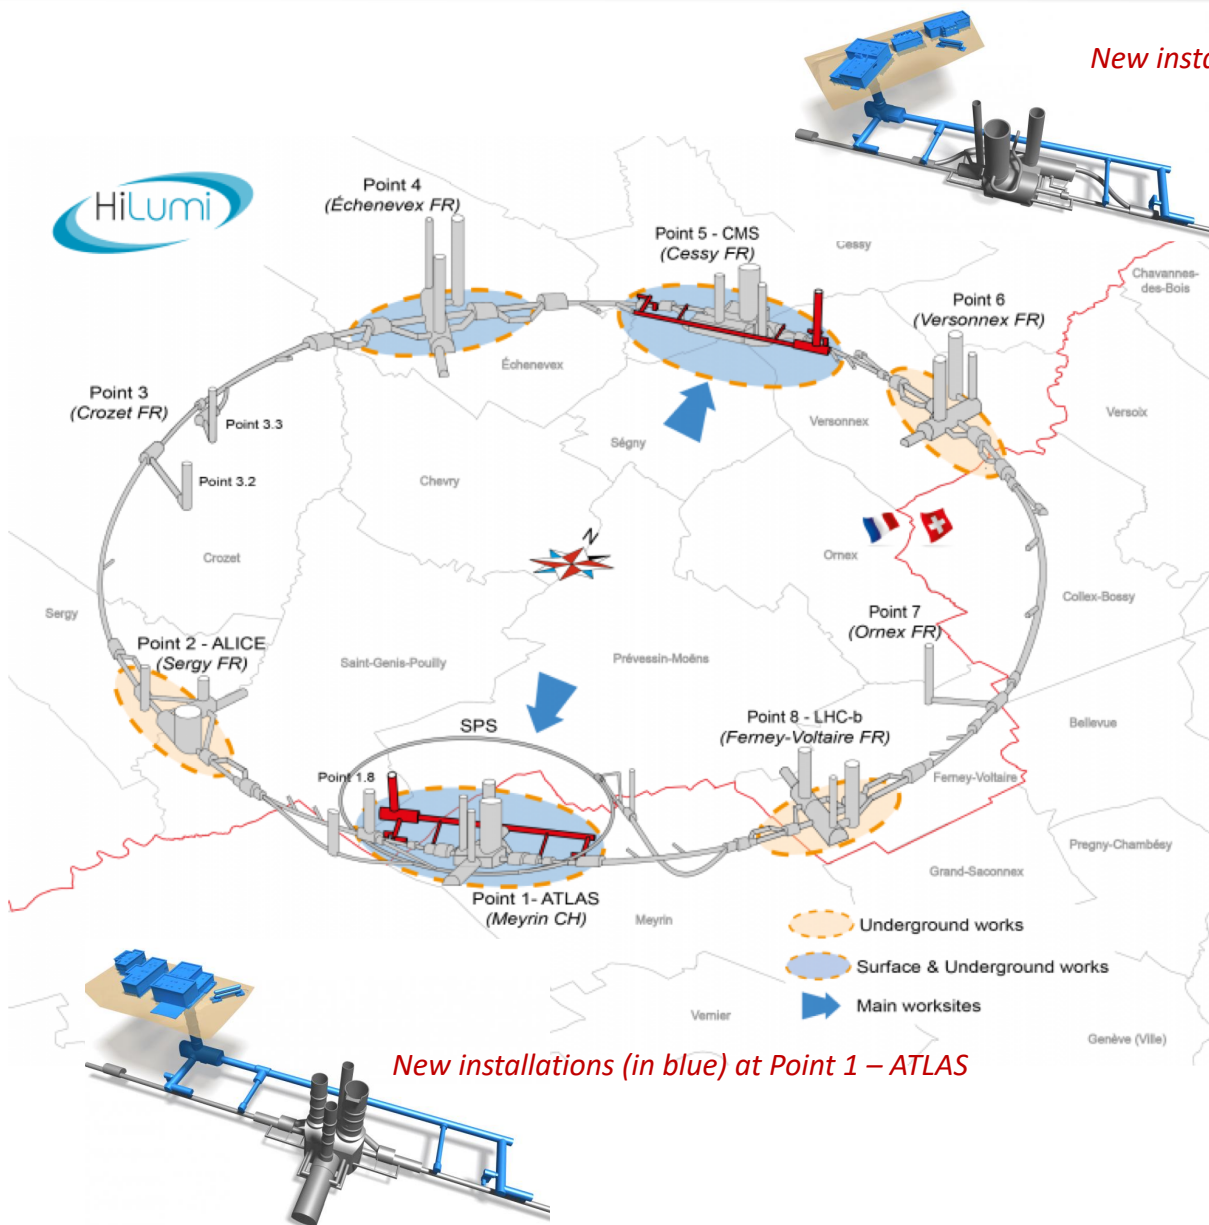 New insta
HiLumi
Point 4
(Échenevex FR)
Point 5 - CMS
(Cessy FR)
Cessy
Chavannes-
des-Bois
Point 6
(Versonnex FR)
Échenevex
Point 3
(Crozet FR)
Point 3.3
Point 3.2
Versonnex
Versoix
Ségny
Chevry
N
Crozet
Ornex
Collex-Bossy
Sergy
Point 7
(Ornex FR)
Point 2 - ALICE
(Sergy FR)
Saint-Genis-Pouilly
Prévessin-Moëns
Point 8 - LHC-b
(Ferney-Voltaire FR)
Bellevue
SPS
Point 1.8
Ferney-Voltaire
Pregny-Chambésy
Grand-Saconnex
Point 1- ATLAS
(Meyrin CH)
Meyrin
Underground works
Surface & Underground works
Main worksites
Vernier
Genève (Ville)
New installations (in blue) at Point 1 – ATLAS